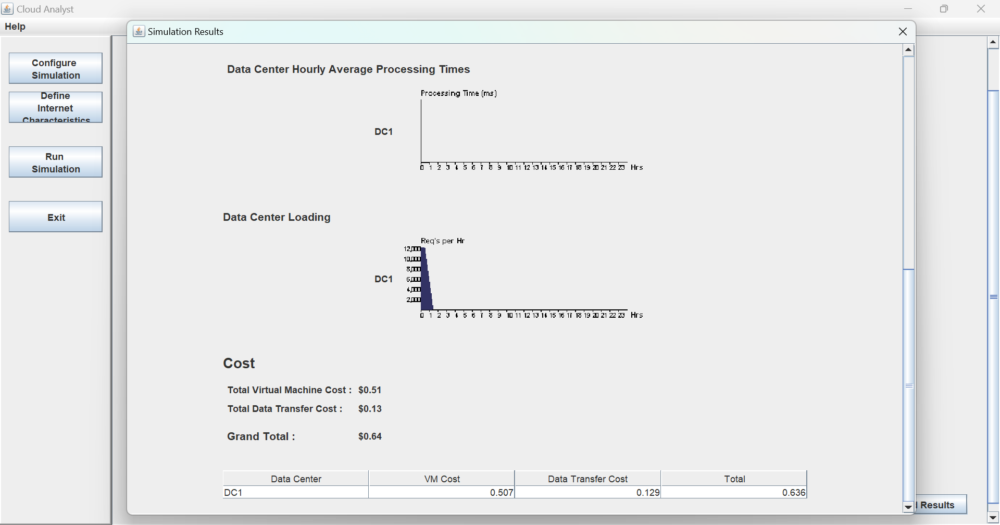 Cloud Analyst
Help
Simulation Results
Configure
Simulation
Define
Internet
Characteristics
Run
Simulation
Exit
Data Center Hourly Average Processing Times
Processing Time (ms)
DC1
0 1 2 3 4 5 6 7 8 9 10 11 12 13 14 15 16 17 18 19 20 21 22 23 Hrs
Data Center Loading
Req's per Hr
12,000
10,000
8,000
DC1
6,000
4,000
2,000
0 1 2 3 4 5 6 7 8 9 10 11 12 13 14 15 16 17 18 19 20 21 22 23 Hrs
Cost
Total Virtual Machine Cost : $0.51
Total Data Transfer Cost : $0.13
Grand Total : $0.64
Data Center VM Cost Data Transfer Cost Total
DC1 0.507 0.129 0.636
Results